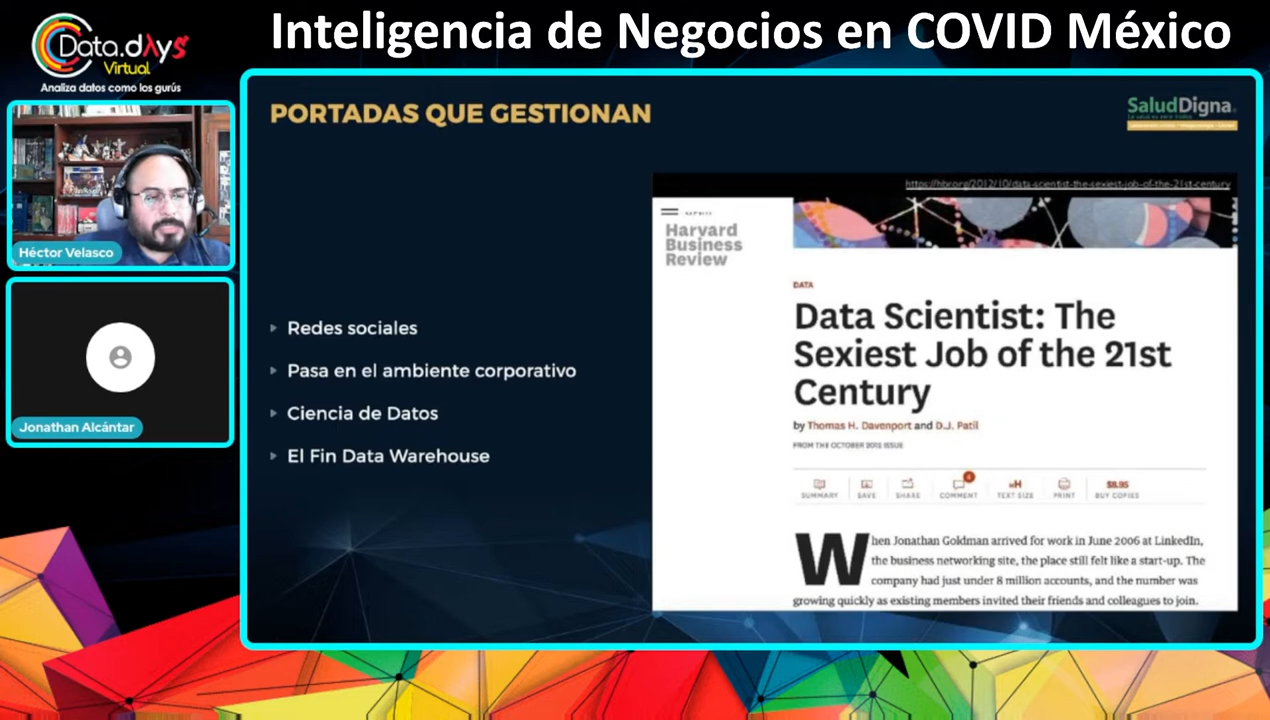 Inteligencia de Negocios en COVID México
Data.dAys
Virtual
Analiza datos como los gurús
Héctor Velasco
Jonathan Alcántar
PORTADAS QUE GESTIONAN
SaludDigna
Redes sociales
Pasa en el ambiente corporativo
Ciencia de Datos
El Fin Data Warehouse
https://hbr.org/2012/10/data-scientist-the-sexiest-job-of-the-21st-century
Harvard
Business
Review
DATA
Data Scientist: The
Sexiest Job of the 21st
Century
by Thomas H. Davenport and D.J. Patil
FROM THE OCTOBER 2012 ISSUE
4
SUMMARY SAVE SHARE COMMENT TEXT SIZE PRINT $8.95 BUY COPIES
When Jonathan Goldman arrived for work in June 2006 at LinkedIn,
the business networking site, the place still felt like a start-up. The
company had just under 8 million accounts, and the number was
growing quickly as existing members invited their friends and colleagues to join.